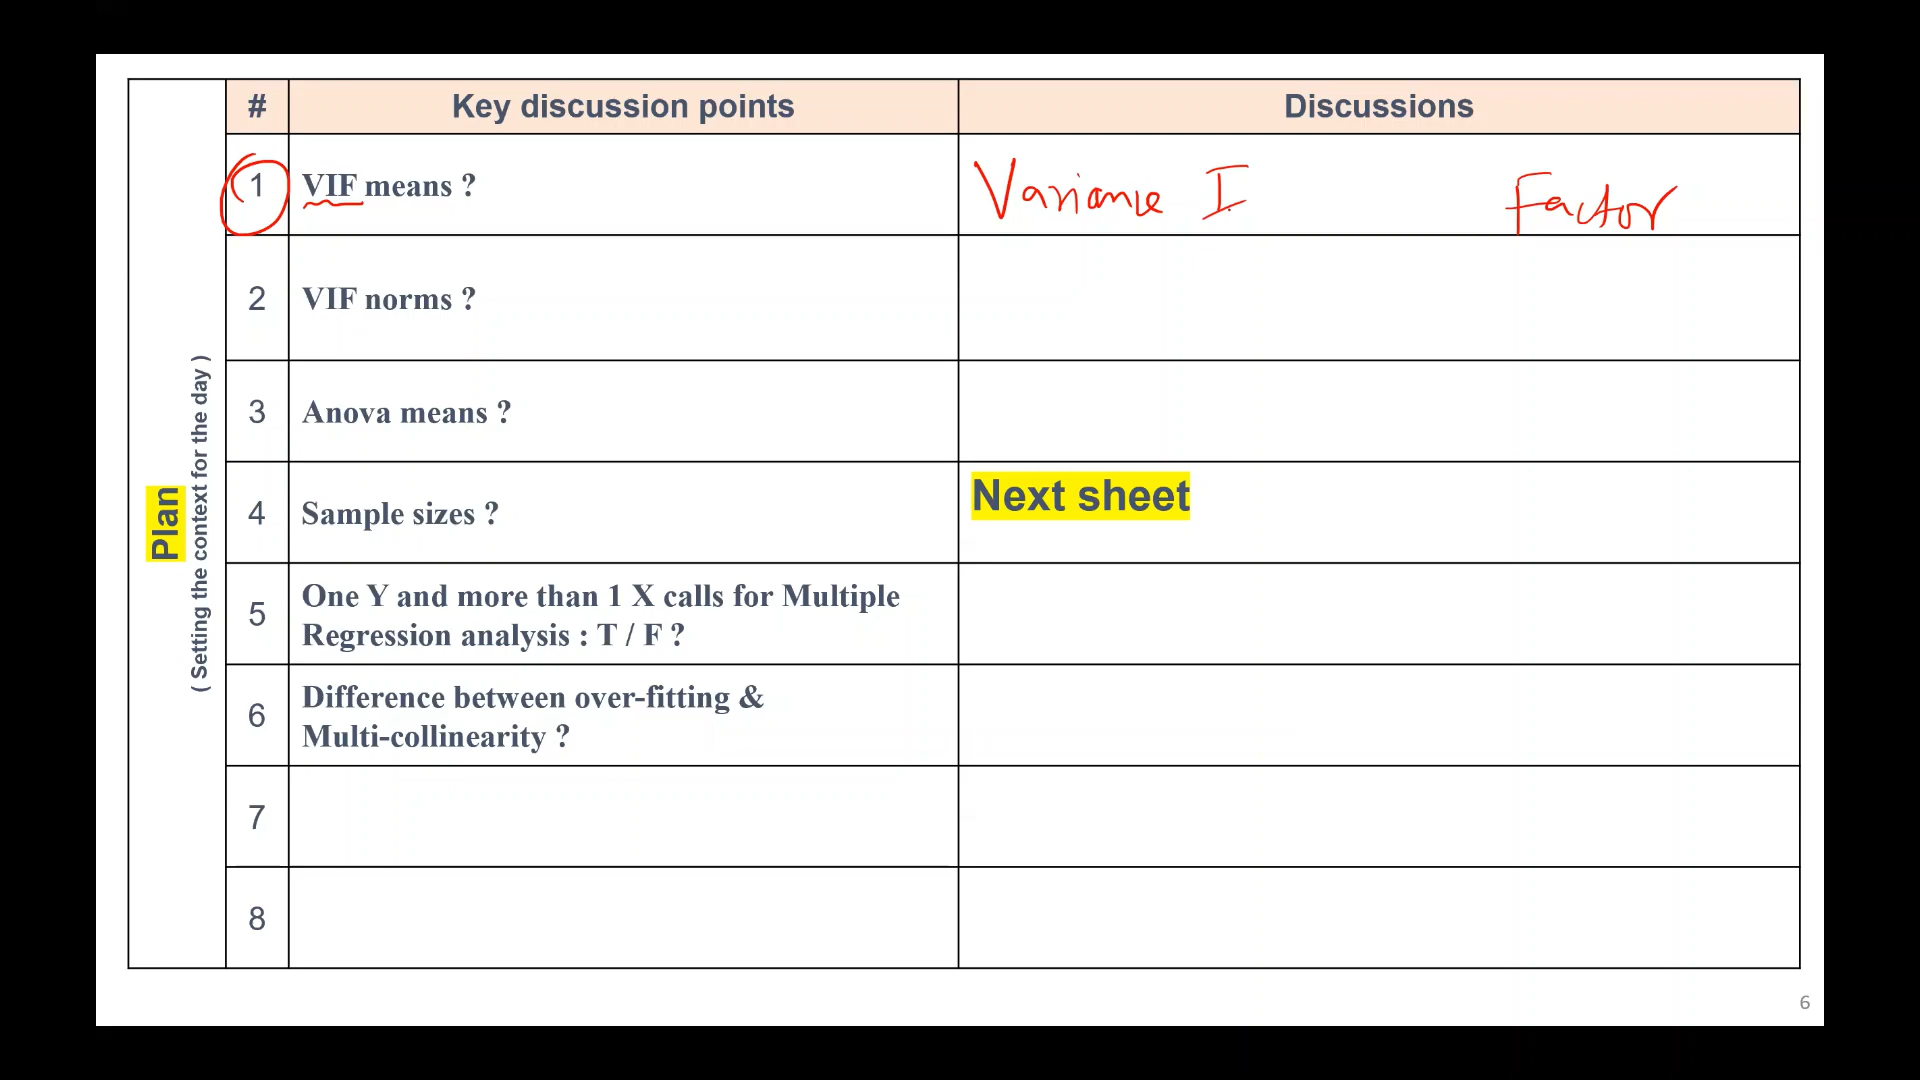 # Key discussion points Discussions
Plan
( Setting the context for the day )
1 VIF means ? Variance I Factor
2 VIF norms ?
3 Anova means ?
4 Sample sizes ? Next sheet
5 One Y and more than 1 X calls for Multiple
Regression analysis : T / F ?
6 Difference between over-fitting &
Multi-collinearity ?
7
8
6